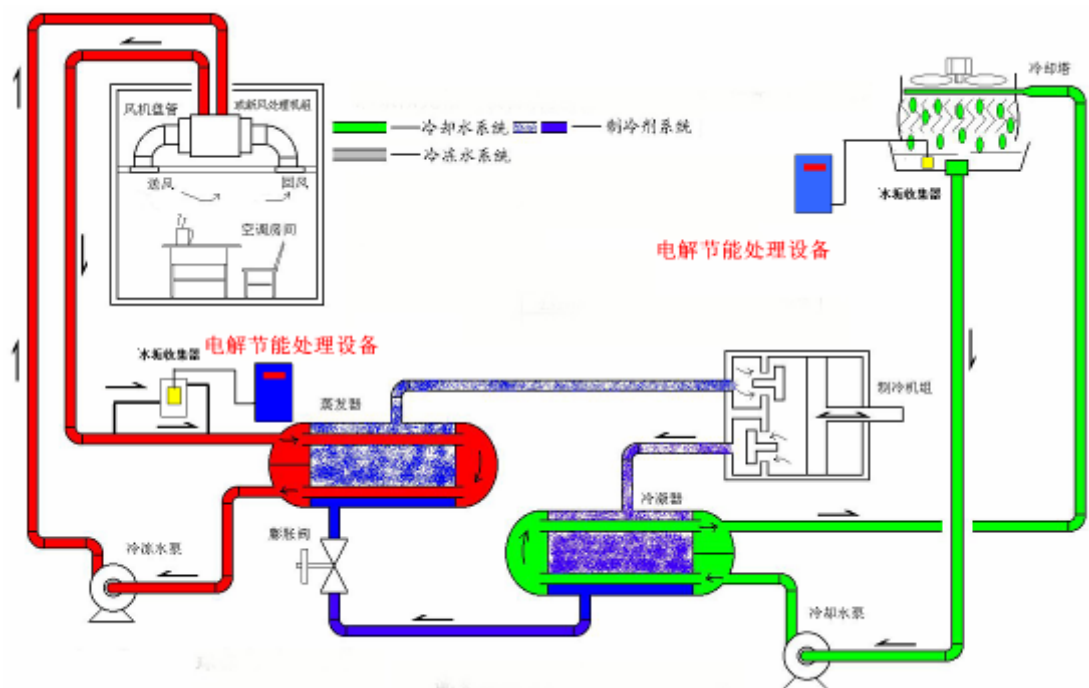 冷却塔
风机盘管
或新风处理机组
冷却水系统
制冷剂系统
冷冻水系统
送风
回风
冰垢收集器
空调房间
电解节能处理设备
电解节能处理设备
冰垢收集器
制冷机组
蒸发器
冷凝器
膨胀阀
冷冻水泵
冷却水泵